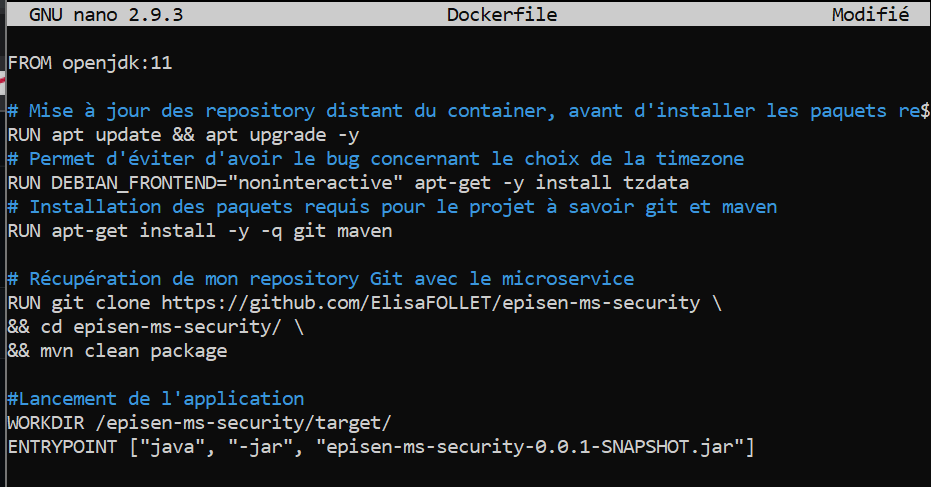 GNU nano 2.9.3 Dockerfile Modifié
FROM openjdk:11
# Mise à jour des repository distant du container, avant d'installer les paquets re$
RUN apt update && apt upgrade -y
# Permet d'éviter d'avoir le bug concernant le choix de la timezone
RUN DEBIAN_FRONTEND="noninteractive" apt-get -y install tzdata
# Installation des paquets requis pour le projet à savoir git et maven
RUN apt-get install -y -q git maven
# Récupération de mon repository Git avec le microservice
RUN git clone https://github.com/ElisaFOLLET/episen-ms-security \
&& cd episen-ms-security/ \
&& mvn clean package
#Lancement de l'application
WORKDIR /episen-ms-security/target/
ENTRYPOINT ["java", "-jar", "episen-ms-security-0.0.1-SNAPSHOT.jar"]